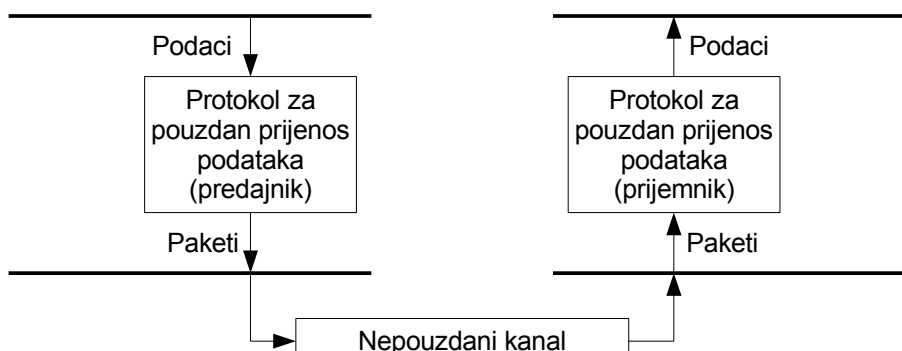 Podaci
Protokol za
pouzdan prijenos
podataka
(predajnik)
Paketi
Podaci
Protokol za
pouzdan prijenos
podataka
(prijemnik)
Paketi
Nepouzdani kanal